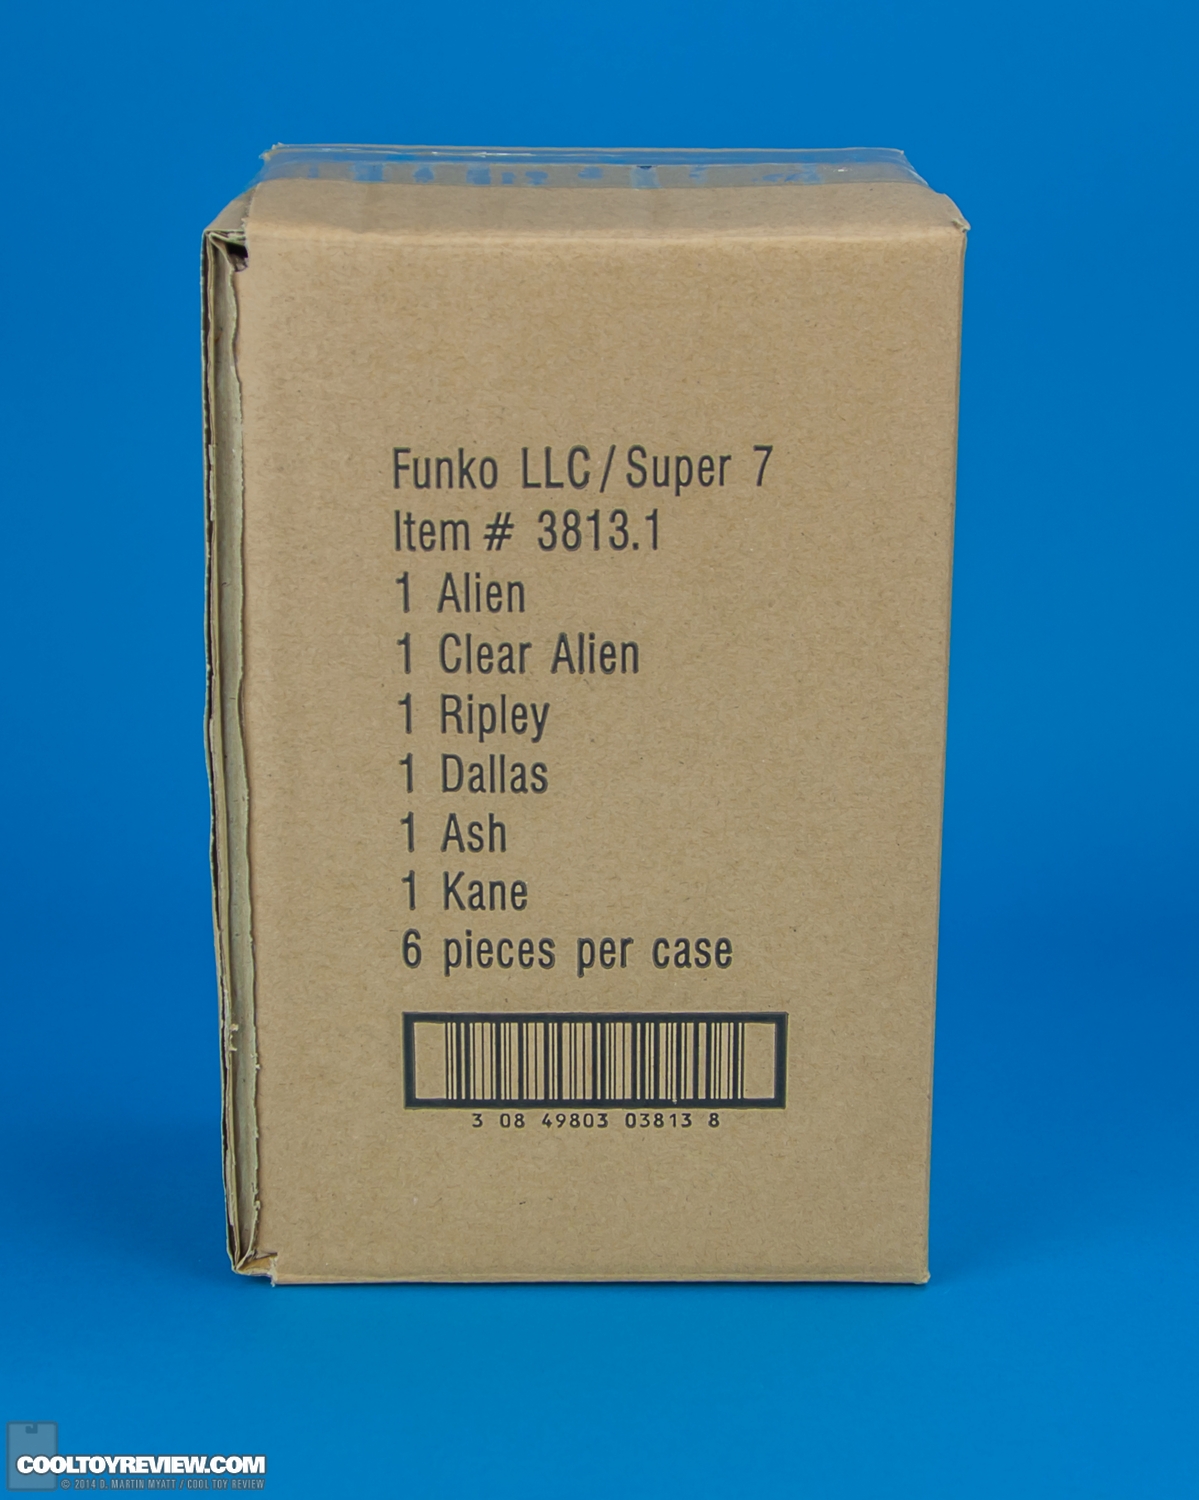 Funko LLC/Super 7
Item # 3813.1
1 Alien
1 Clear Alien
1 Ripley
1 Dallas
1 Ash
1 Kane
6 pieces per case
3 08 49803 03813 8
COOLTOYREVIEW.COM
© 2014 D. MARTIN MYATT / COOL TOY REVIEW